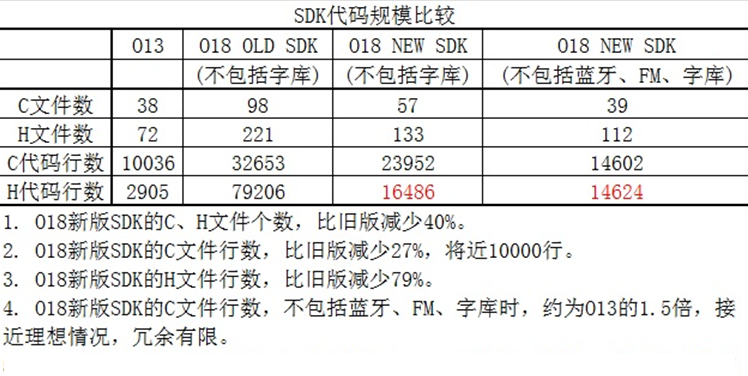 SDK代码规模比较
013 018 OLD SDK 018 NEW SDK 018 NEW SDK
(不包括字库) (不包括字库) (不包括蓝牙、FM、字库)
C文件数 38 98 57 39
H文件数 72 221 133 112
C代码行数 10036 32653 23952 14602
H代码行数 2905 79206 16486 14624
1. 018新版SDK的C、H文件个数，比旧版减少40%。
2. 018新版SDK的C文件行数，比旧版减少27%，将近10000行。
3. 018新版SDK的H文件行数，比旧版减少79%。
4. 018新版SDK的C文件行数，不包括蓝牙、FM、字库时，约为013的1.5倍，接
近理想情况，冗余有限。